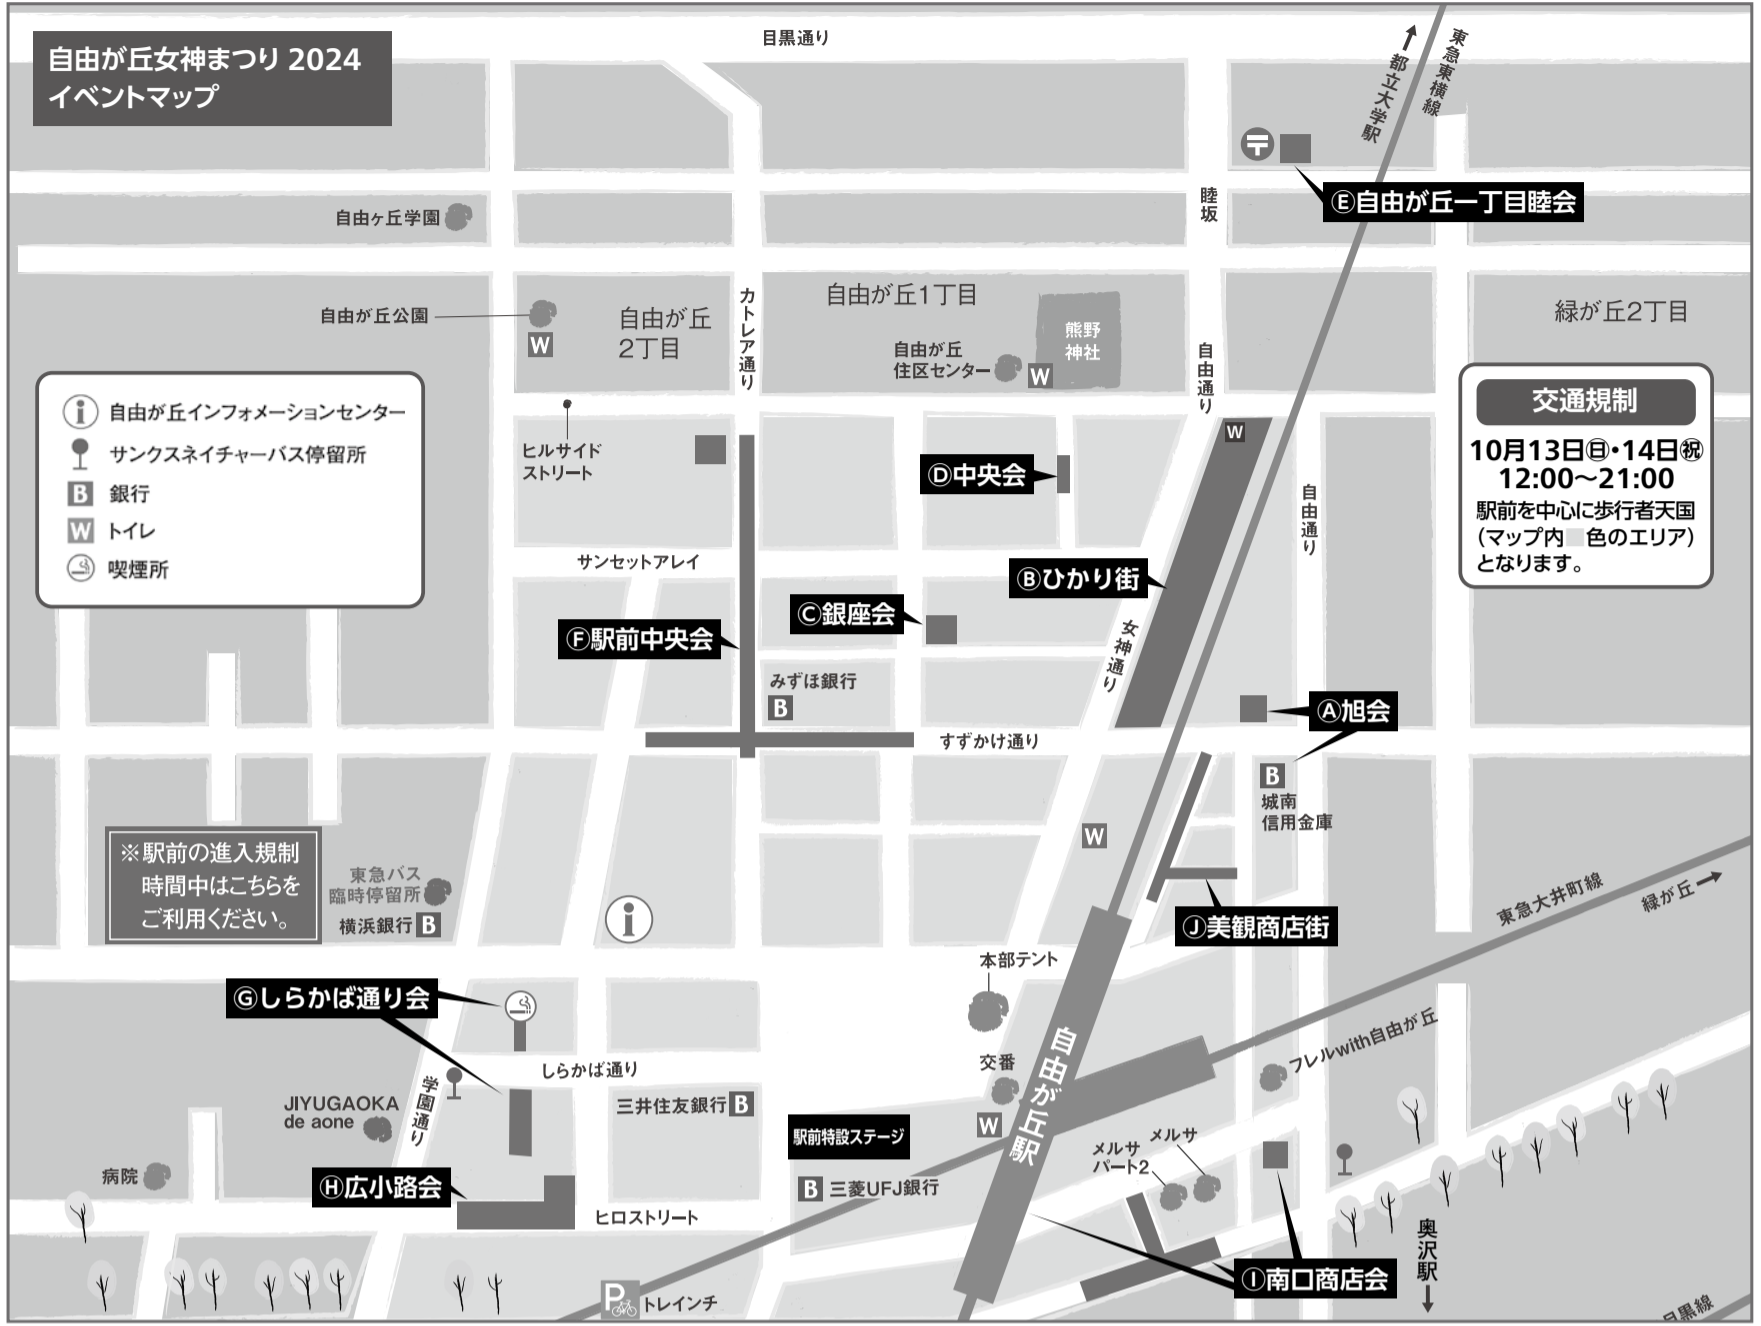 自由が丘女神まつり 2024
イベントマップ
目黒通り
↑都立大学駅
東急東横線
〒
Ⓔ自由が丘一丁目睦会
睦坂
自由ヶ丘学園
自由が丘公園
W
自由が丘
2丁目
カトレア通り
自由が丘1丁目
熊野
神社
自由が丘
住区センター
W
自由通り
緑が丘2丁目
i 自由が丘インフォメーションセンター
サンクスネイチャーバス停留所
B 銀行
W トイレ
喫煙所
交通規制
10月13日㊐・14日㊗
12:00〜21:00
駅前を中心に歩行者天国
（マップ内 色のエリア）
となります。
ヒルサイド
ストリート
Ⓓ中央会
W
自由通り
サンセットアレイ
Ⓑひかり街
Ⓒ銀座会
Ⓕ駅前中央会
女神通り
みずほ銀行
B
Ⓐ旭会
すずかけ通り
B
城南
信用金庫
W
※駅前の進入規制
時間中はこちらを
ご利用ください。
東急バス
臨時停留所
横浜銀行 B
i
Ⓙ美観商店街
東急大井町線
緑が丘→
本部テント
Ⓖしらかば通り会
しらかば通り
交番
W
自由が丘駅
フレルwith自由が丘
学園通り
JIYUGAOKA
de aone
三井住友銀行 B
駅前特設ステージ
メルサ
メルサ
パート2
病院
Ⓗ広小路会
B 三菱UFJ銀行
ヒロストリート
奥沢駅↓
Ⓘ南口商店会
P トレインチ
目黒線